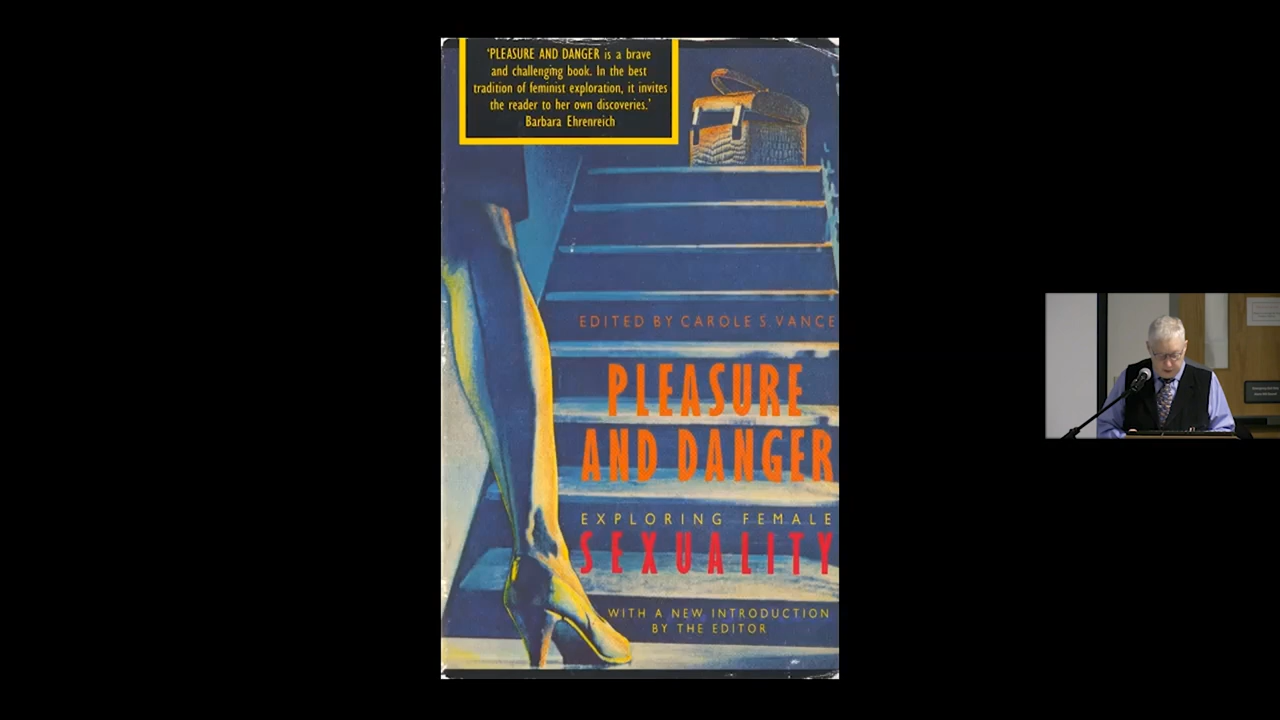 'PLEASURE AND DANGER is a brave
and challenging book. In the best
tradition of feminist exploration, it invites
the reader to her own discoveries.'
Barbara Ehrenreich
EDITED BY CAROLE S. VANCE
PLEASURE
AND DANGER
EXPLORING FEMALE
SEXUALITY
WITH A NEW INTRODUCTION
BY THE EDITOR